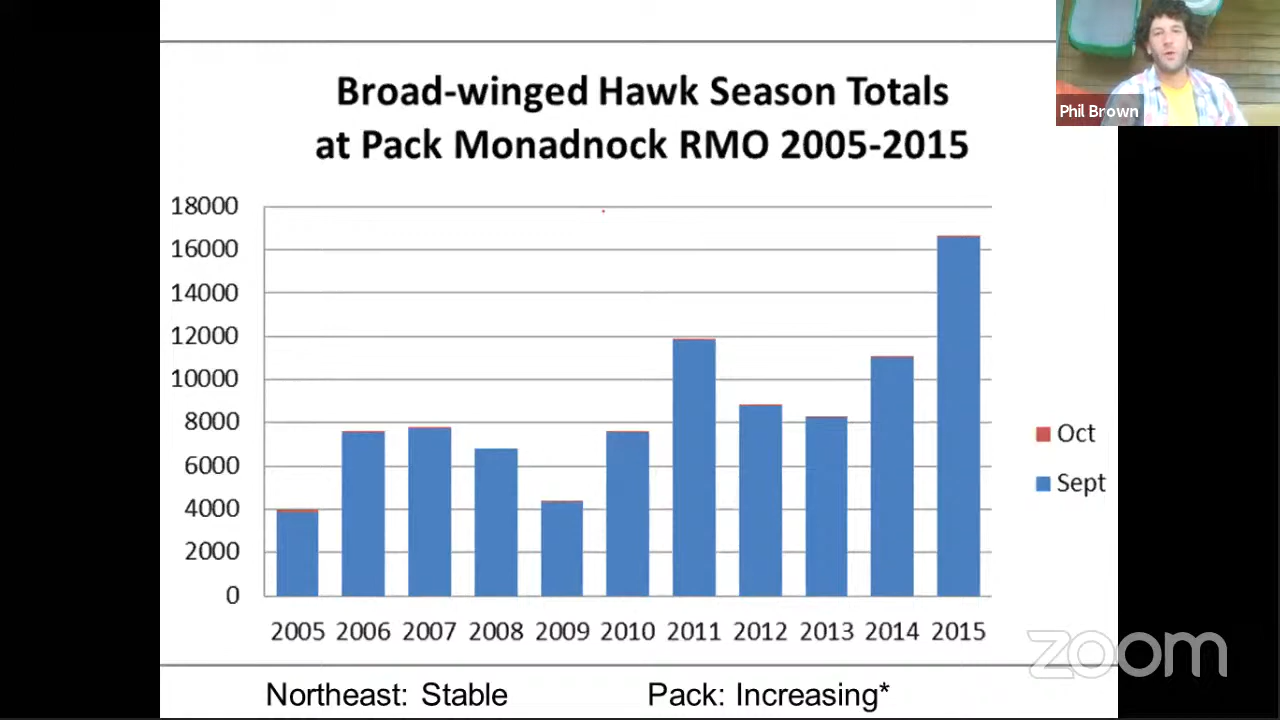 Broad-winged Hawk Season Totals
at Pack Monadnock RMO 2005-2015
Phil Brown
18000
16000
14000
12000
10000
8000
6000
4000
2000
0
Oct
Sept
2005 2006 2007 2008 2009 2010 2011 2012 2013 2014 2015
zoom
Northeast: Stable Pack: Increasing*